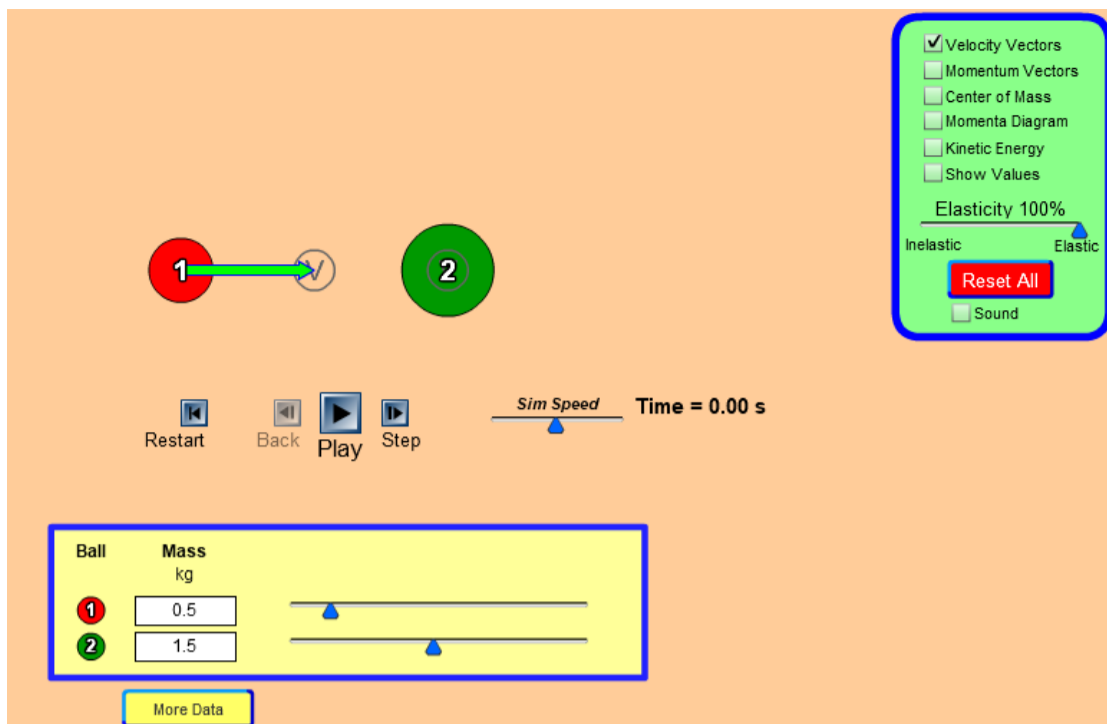 Velocity Vectors
Momentum Vectors
Center of Mass
Momenta Diagram
Kinetic Energy
Show Values
Elasticity 100%
Inelastic Elastic
Reset All
Sound
1 V 2
Sim Speed Time = 0.00 s
Restart Back Play Step
Ball Mass
kg
1 0.5
2 1.5
More Data